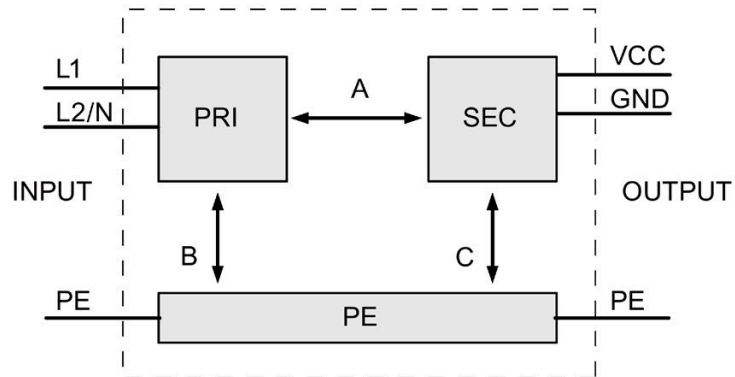 L1
VCC
A
PRI
SEC
L2/N
GND
INPUT
OUTPUT
B
C
PE
PE
PE